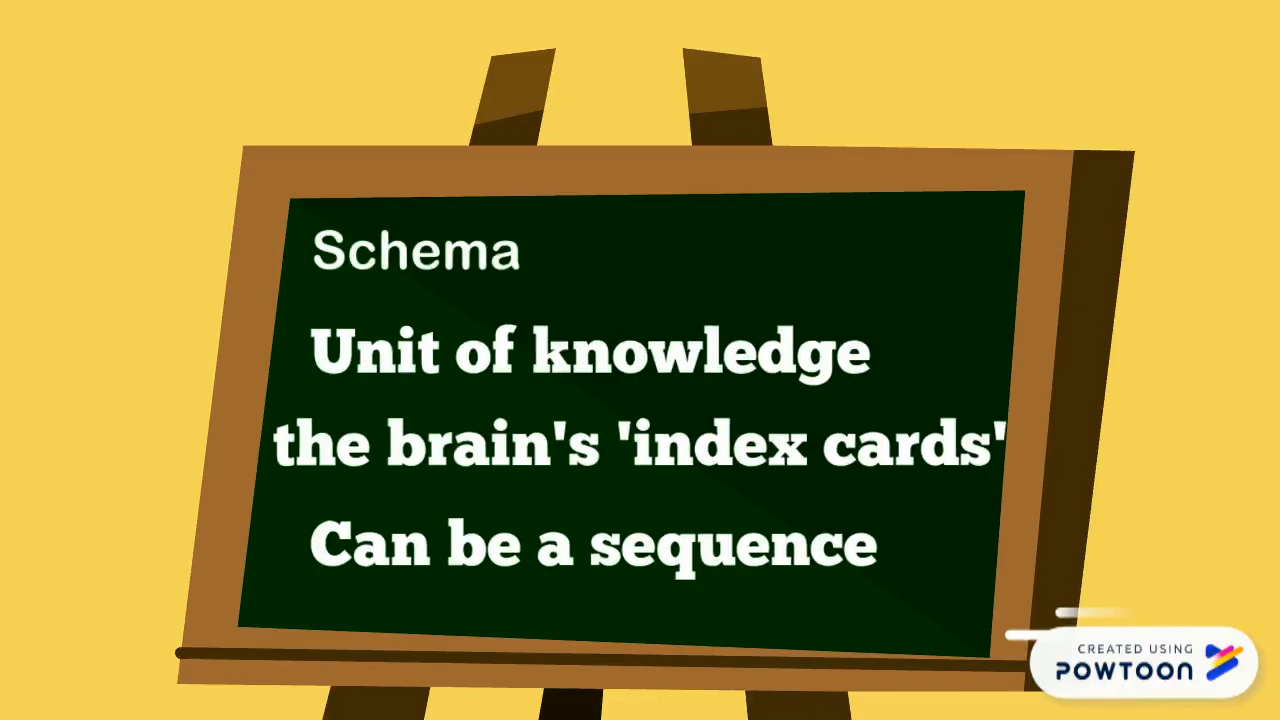 Schema
Unit of knowledge
the brain's 'index cards'
Can be a sequence
CREATED USING
POWTOON